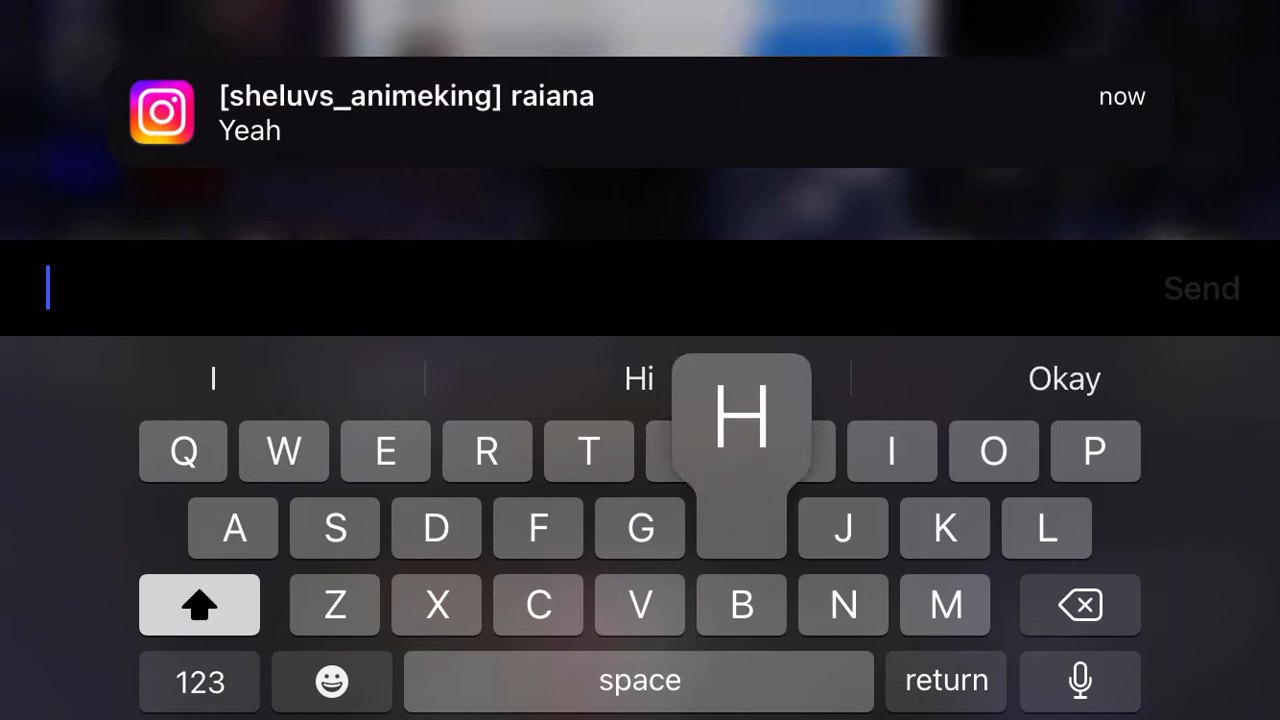 [sheluvs_animeking] raiana
now
Yeah
Send
I
Hi
Okay
H
Q W E R T I O P
A S D F G J K L
Z X C V B N M
123
space
return